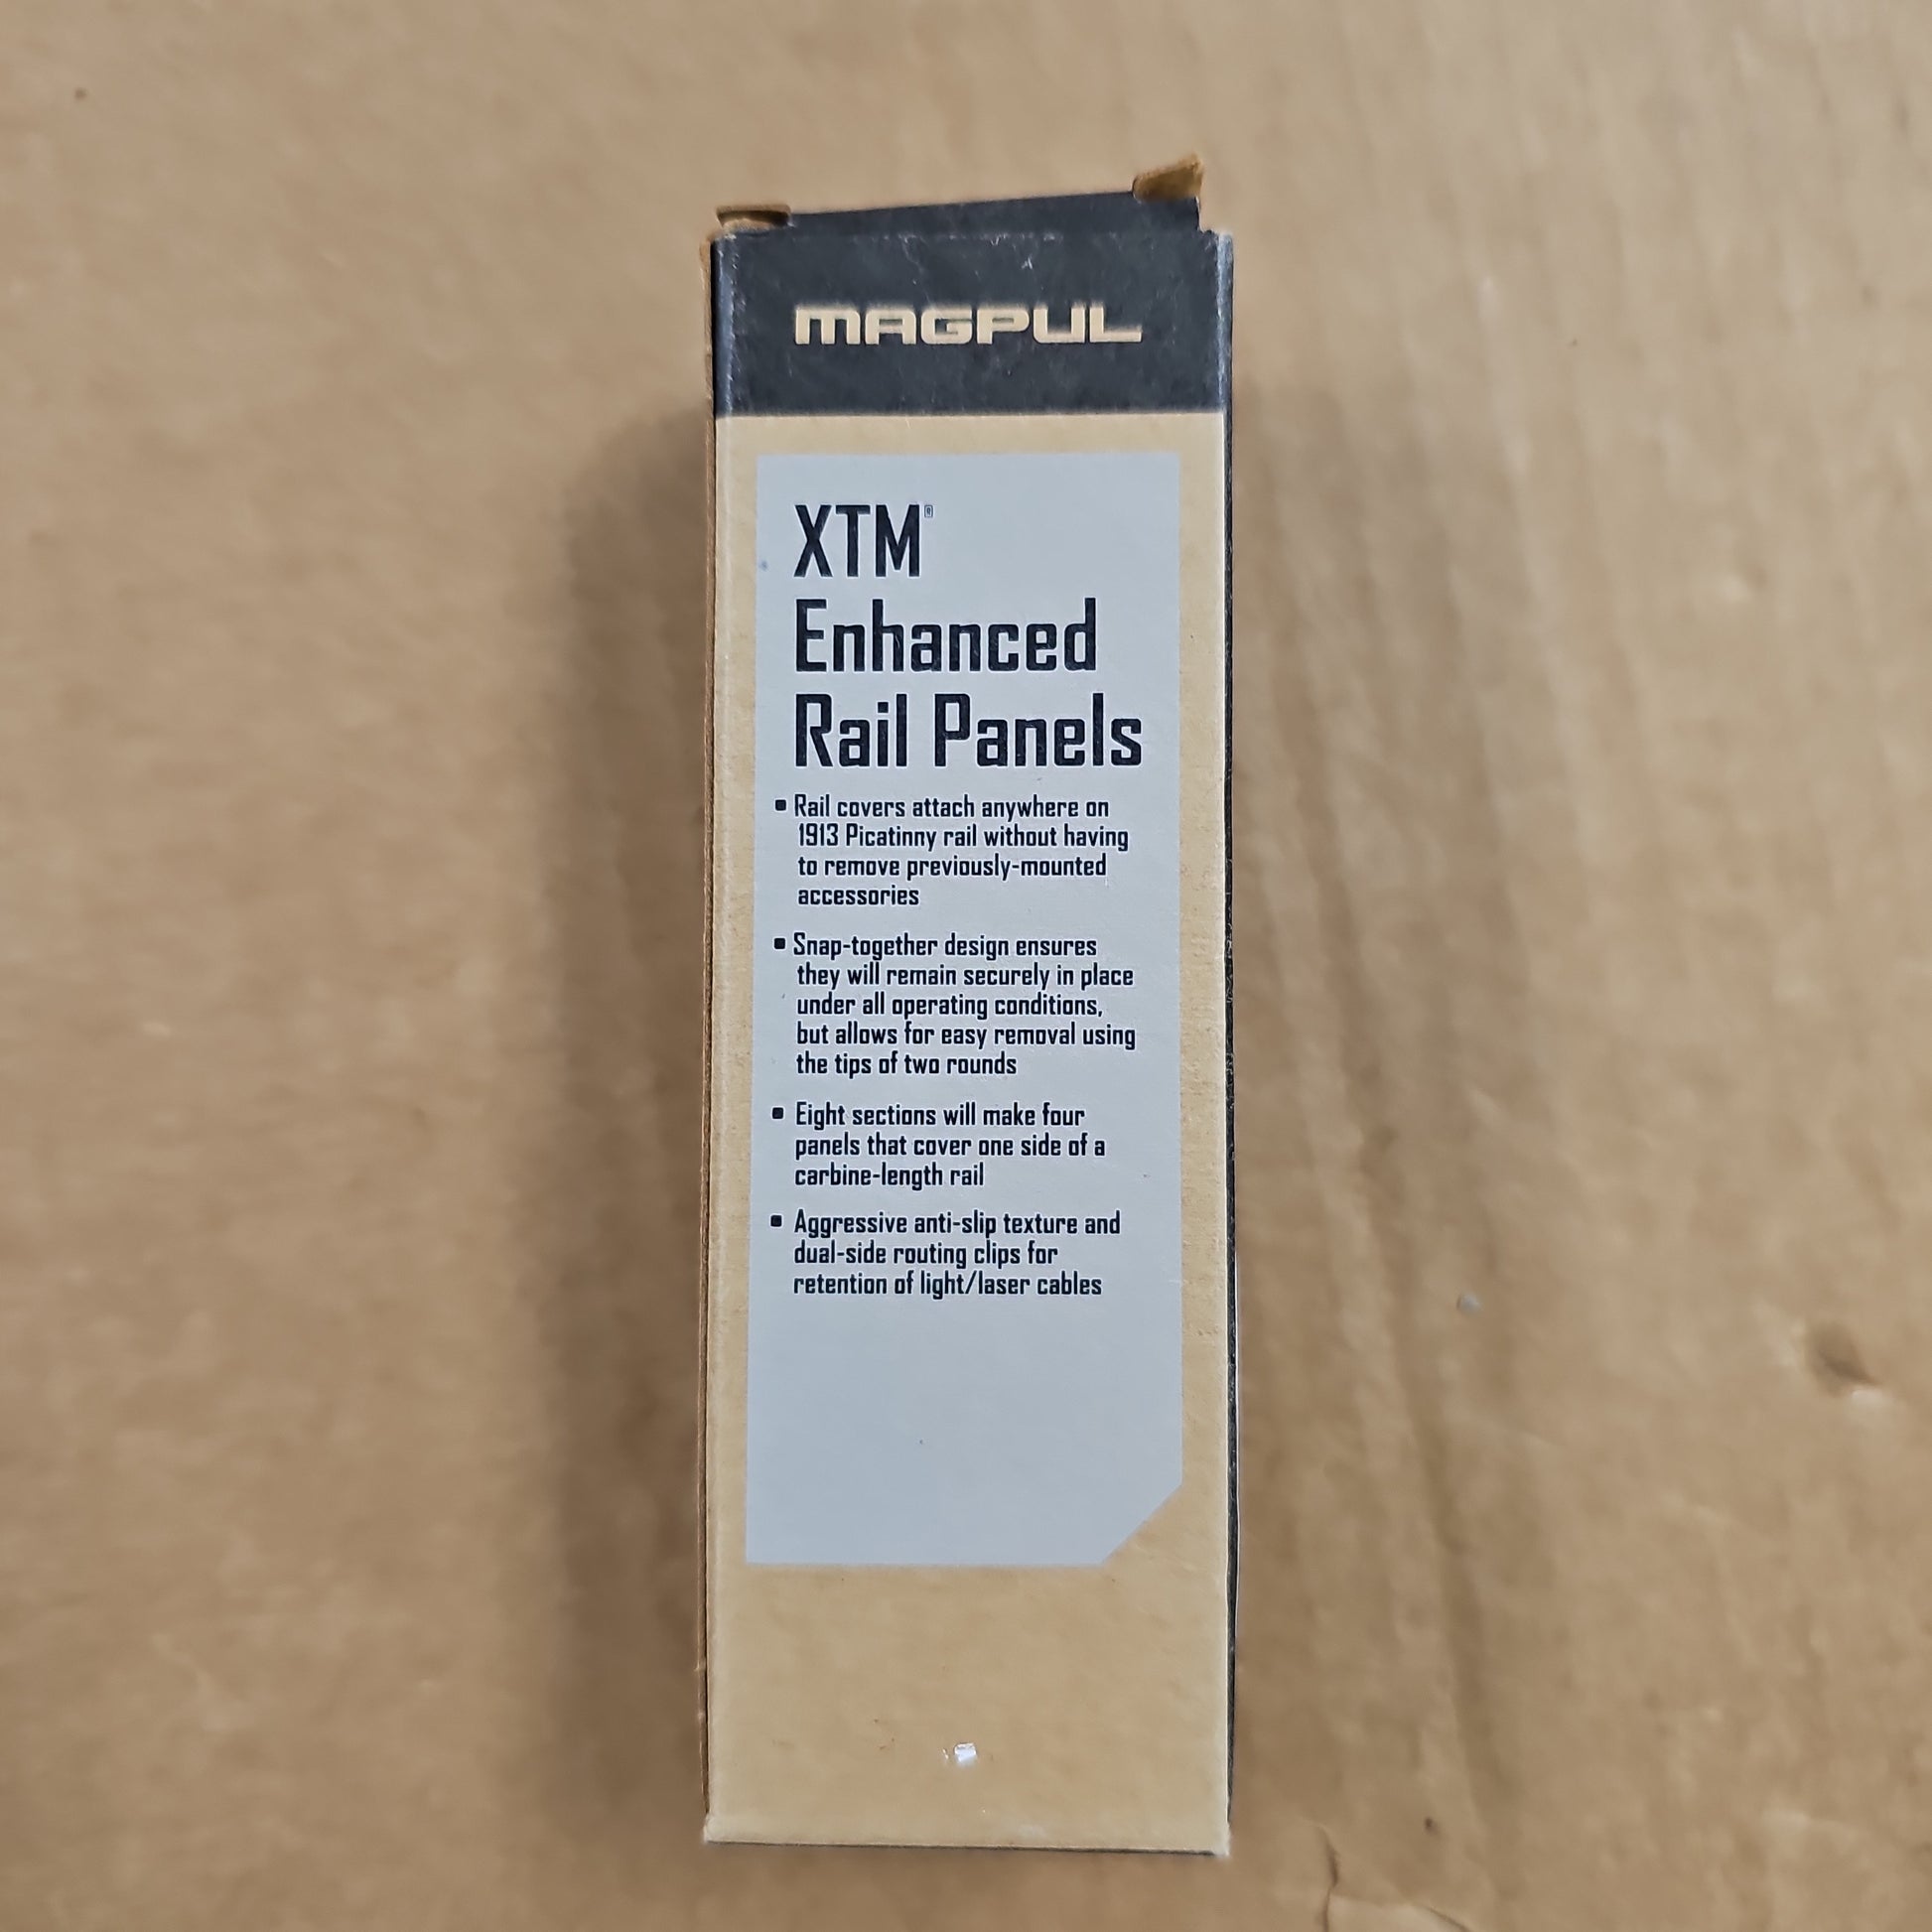 MAGPUL
XTM®
Enhanced
Rail Panels
▪ Rail covers attach anywhere on
1913 Picatinny rail without having
to remove previously-mounted
accessories
▪ Snap-together design ensures
they will remain securely in place
under all operating conditions,
but allows for easy removal using
the tips of two rounds
▪ Eight sections will make four
panels that cover one side of a
carbine-length rail
▪ Aggressive anti-slip texture and
dual-side routing clips for
retention of light/laser cables